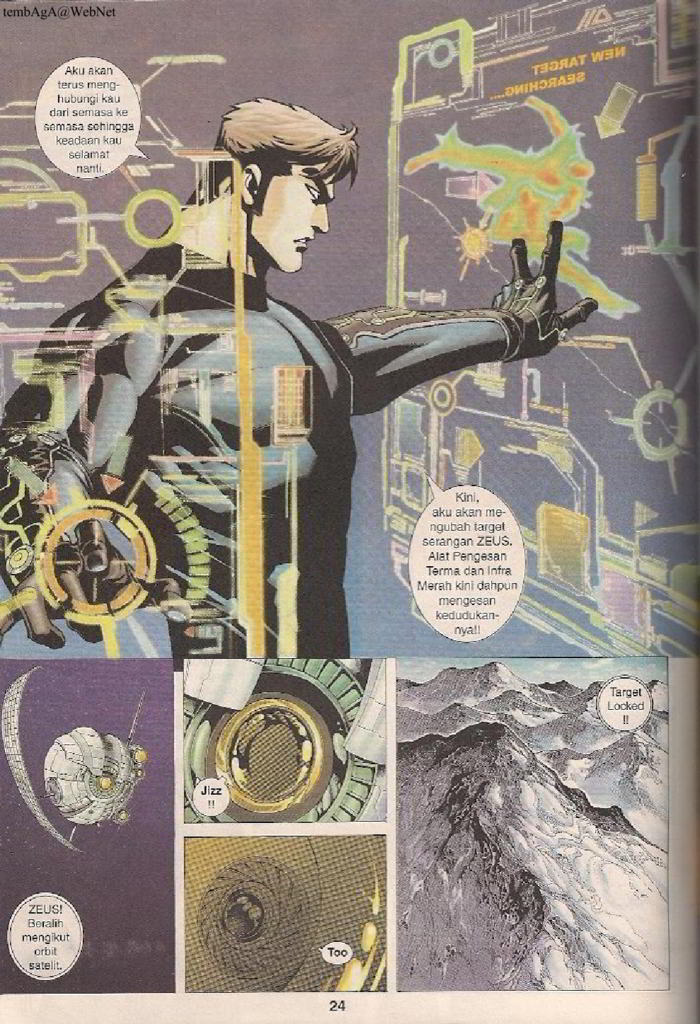 tembAgA@WebNet
Aku akan
terus meng-
hubungi kau
dari semasa ke
semasa sehingga
keadaan kau
selamat
nanti.
NEW TARGET
SEARCHING...
Kini,
aku akan me-
ngubah target
serangan ZEUS.
Alat Pengesan
Terma dan Infra
Merah kini dahpun
mengesan
kedudukan-
nya!!
Target
Locked
!!
Jizz
!!
ZEUS!
Beralih
mengikut
orbit
satelit.
Too
24